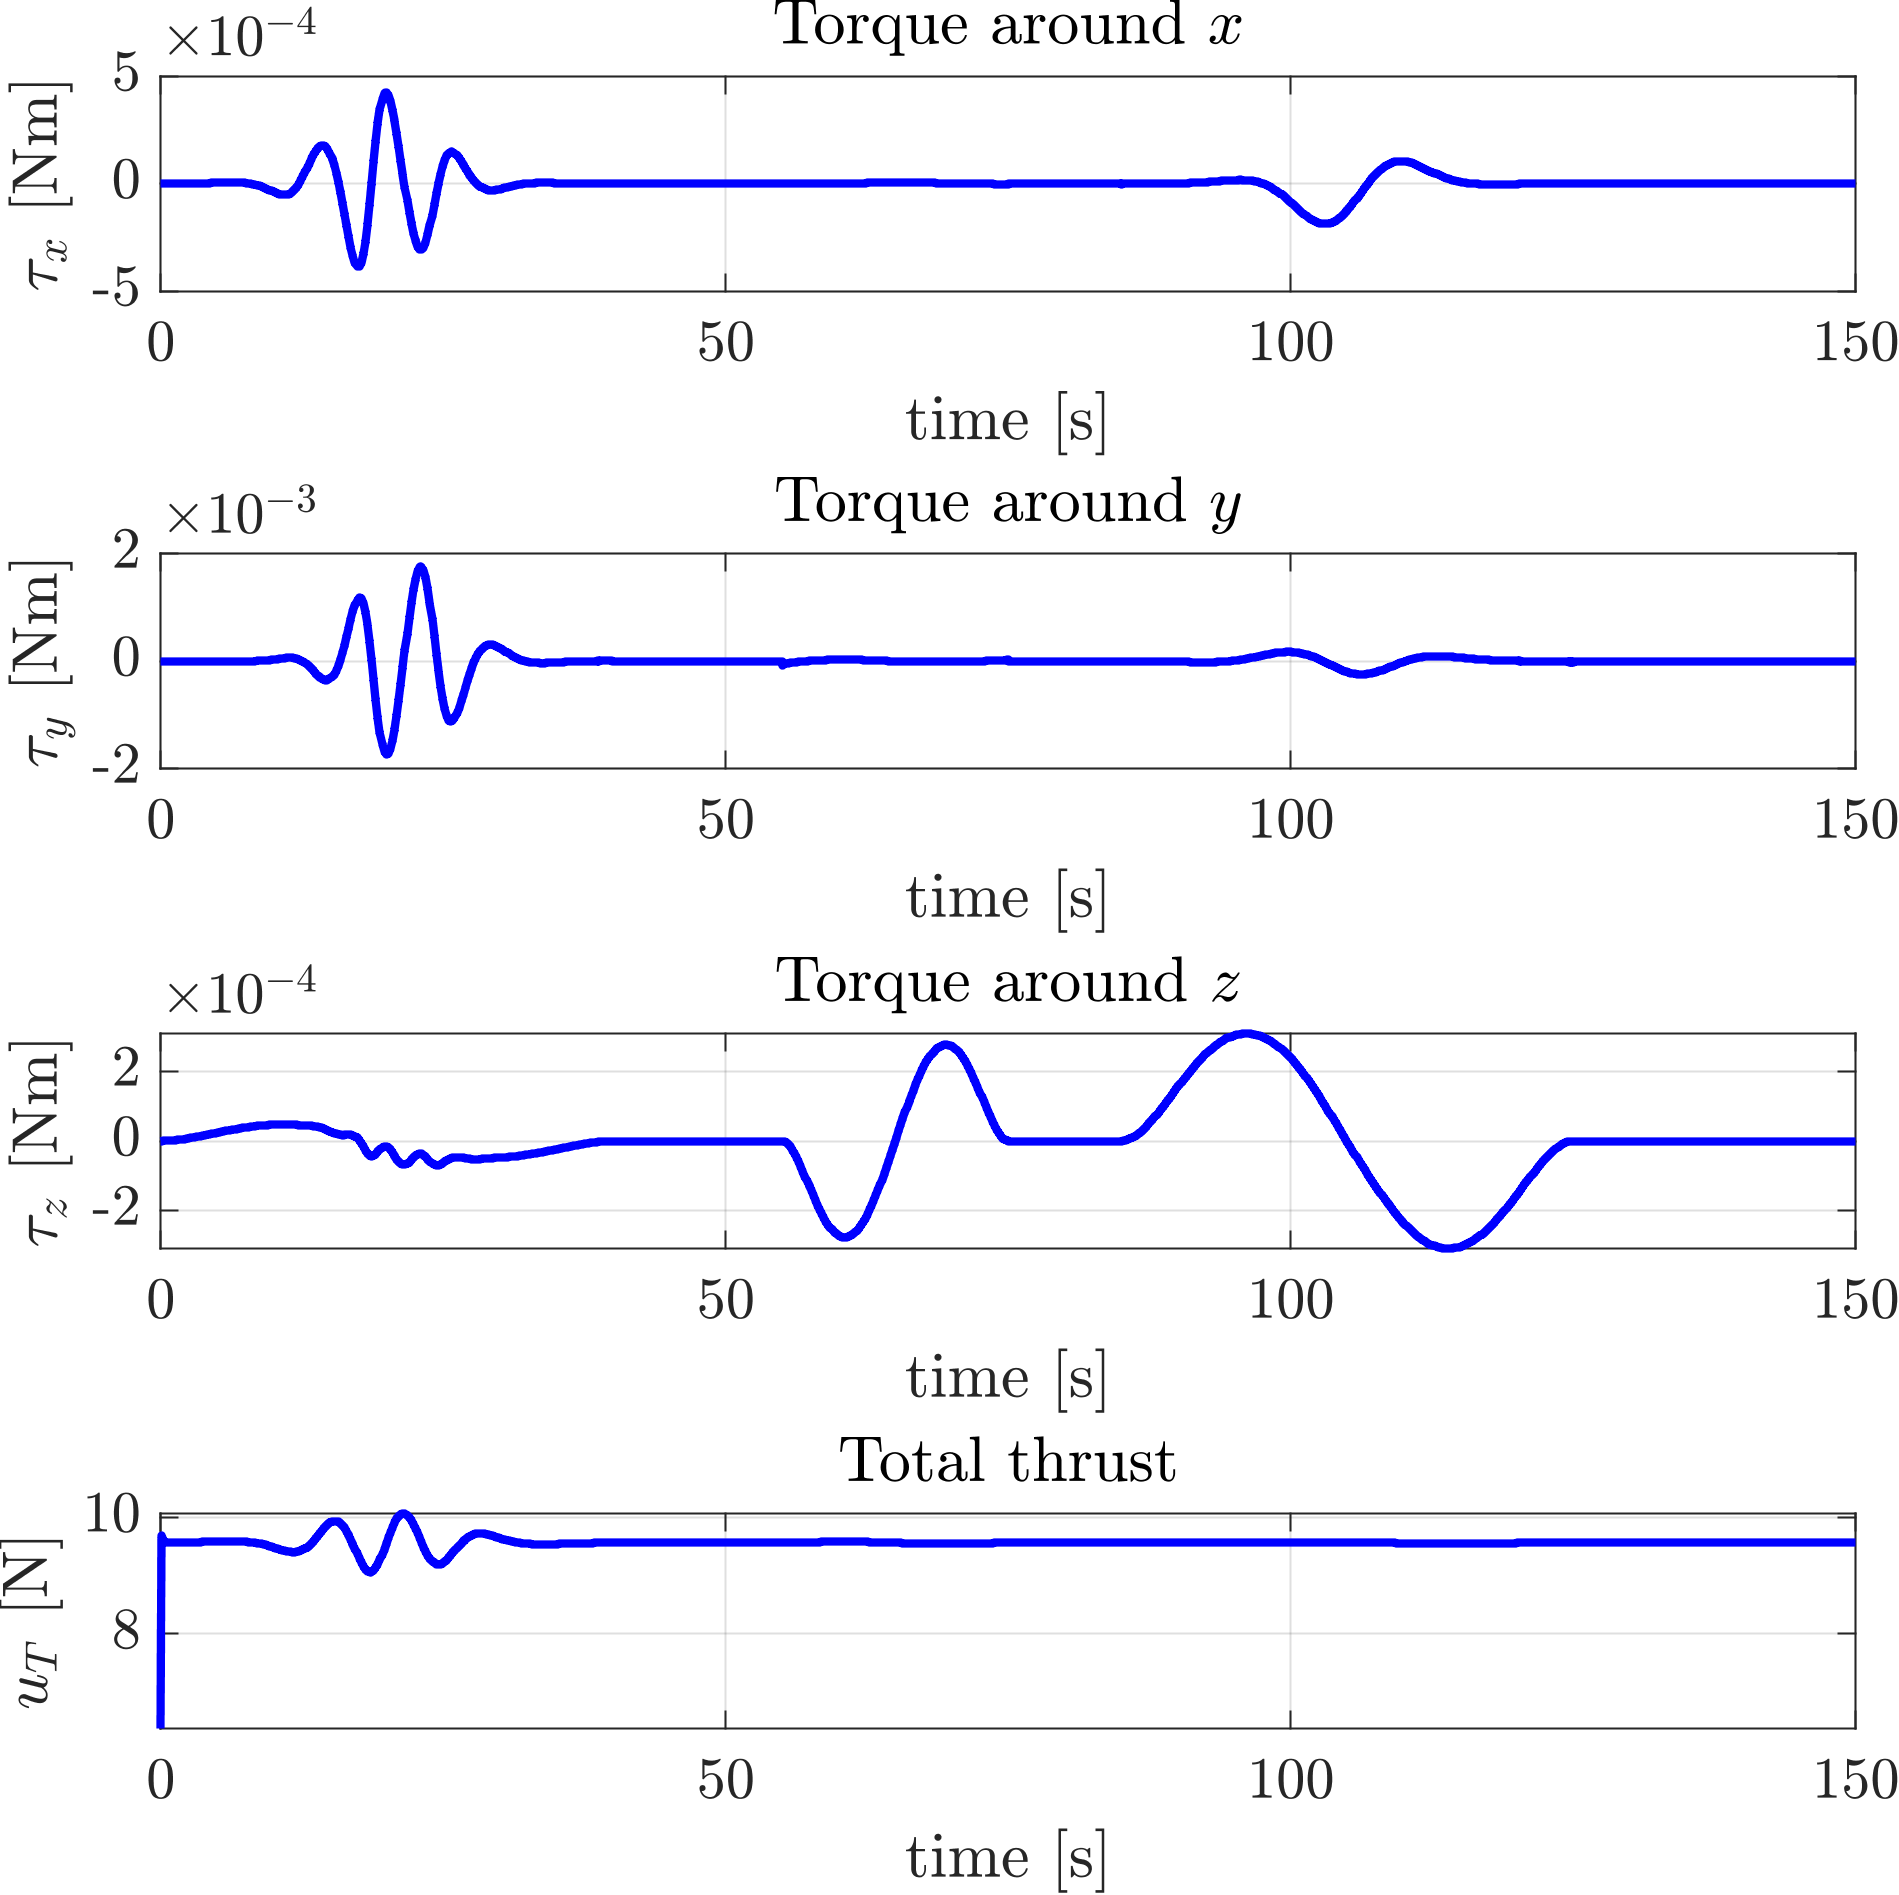 Torque around x
×10⁻⁴
τx [Nm]
5
0
-5
0 50 100 150
time [s]
Torque around y
×10⁻³
τy [Nm]
2
0
-2
0 50 100 150
time [s]
Torque around z
×10⁻⁴
τz [Nm]
2
0
-2
0 50 100 150
time [s]
Total thrust
uT [N]
10
8
0 50 100 150
time [s]